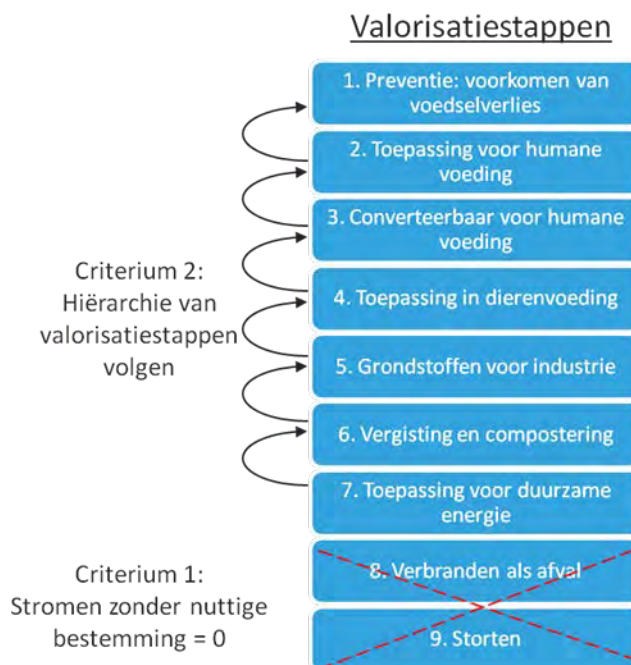 Valorisatiestappen
1. Preventie: voorkomen van
voedselverlies
2. Toepassing voor humane
voeding
3. Converteerbaar voor humane
voeding
4. Toepassing in dierenvoeding
5. Grondstoffen voor industrie
6. Vergisting en compostering
7. Toepassing voor duurzame
energie
8. Verbranden als afval
9. Storten
Criterium 2:
Hiërarchie van
valorisatiestappen
volgen
Criterium 1:
Stromen zonder nuttige
bestemming = 0